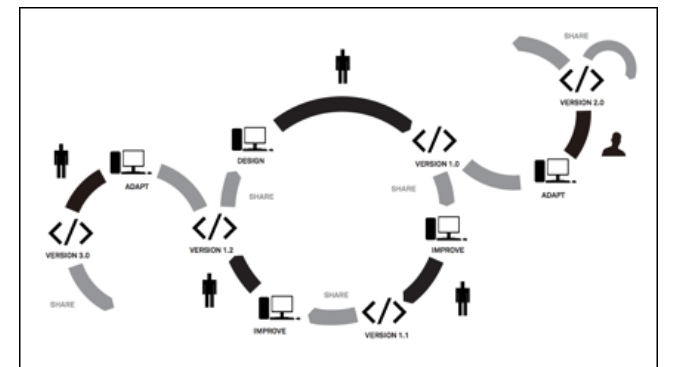 SHARE
</>
VERSION 2.0
DESIGN
</>
VERSION 1.0
ADAPT
ADAPT
SHARE
SHARE
</>
VERSION 3.0
</>
VERSION 1.2
IMPROVE
SHARE
SHARE
IMPROVE
</>
VERSION 1.1